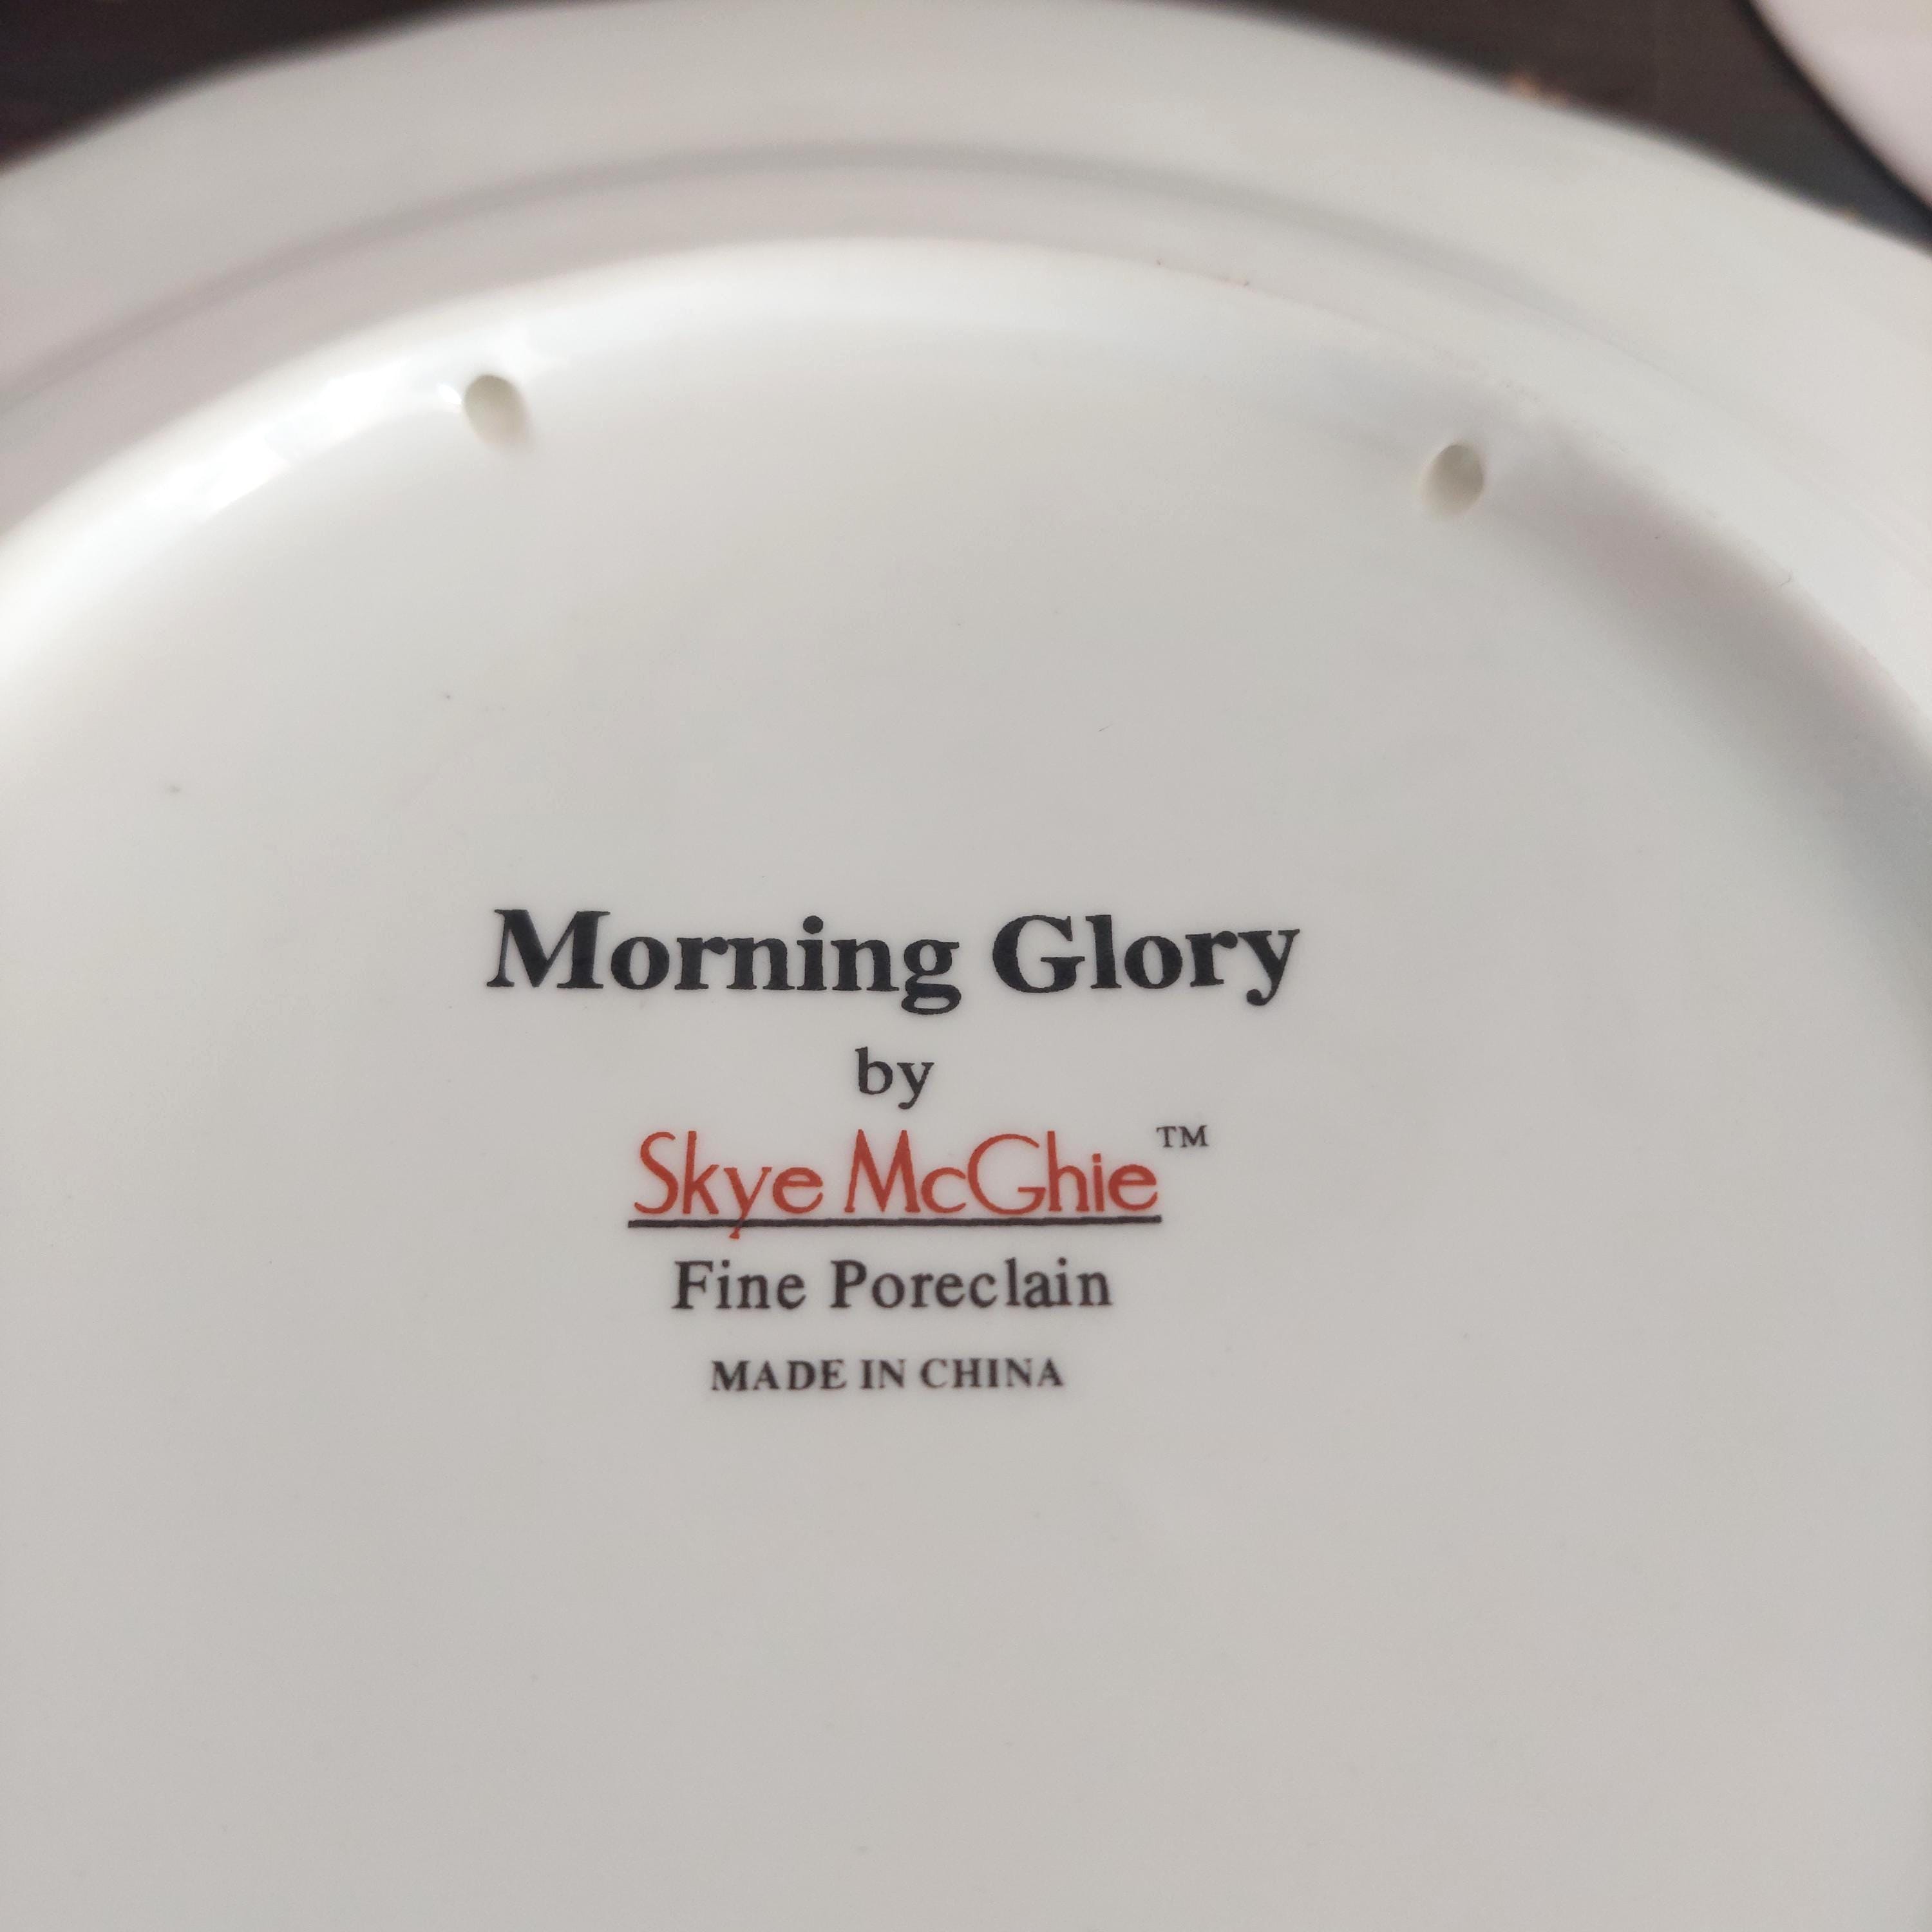 Morning Glory
by
Skye McGhie™
Fine Poreclain
MADE IN CHINA